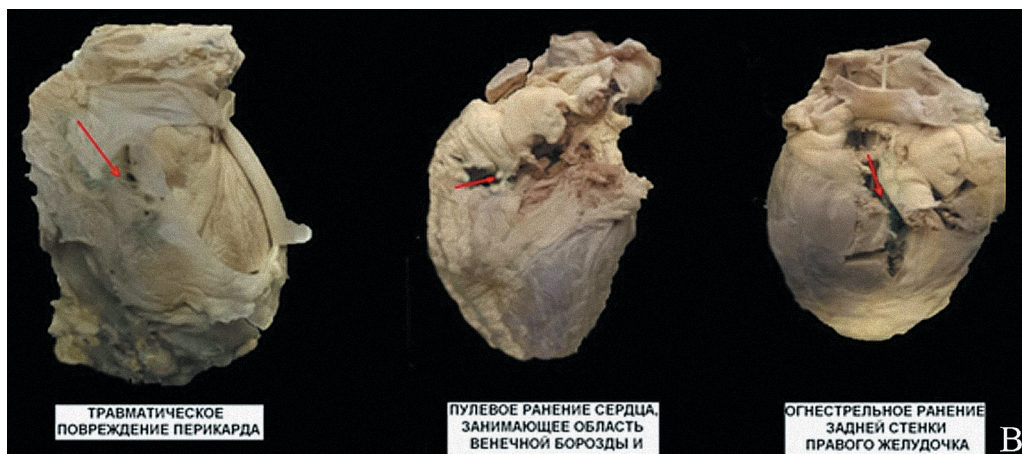 ТРАВМАТИЧЕСКОЕ
ПОВРЕЖДЕНИЕ ПЕРИКАРДА
ПУЛЕВОЕ РАНЕНИЕ СЕРДЦА,
ЗАНИМАЮЩЕЕ ОБЛАСТЬ
ВЕНЕЧНОЙ БОРОЗДЫ И
ОГНЕСТРЕЛЬНОЕ РАНЕНИЕ
ЗАДНЕЙ СТЕНКИ
ПРАВОГО ЖЕЛУДОЧКА
В